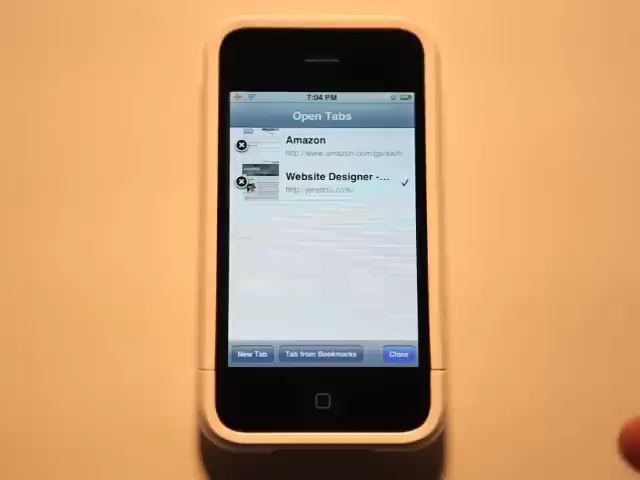 7:04 PM
Open Tabs
Amazon
http://www.amazon.com/gp/aw/h
Website Designer -...
New Tab
Tab from Bookmarks
Close